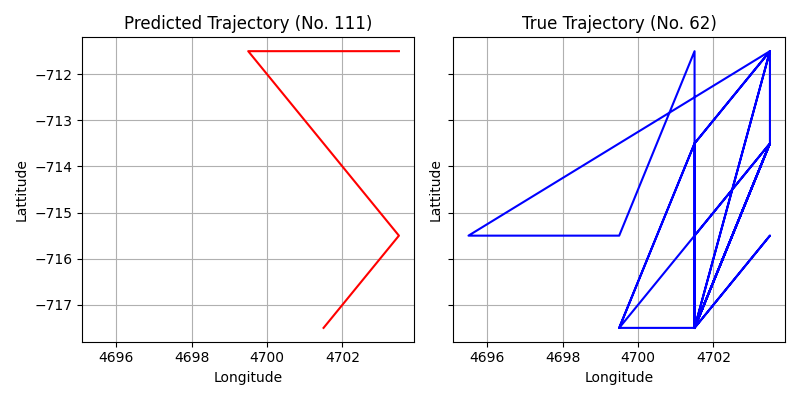 Predicted Trajectory (No. 111)
True Trajectory (No. 62)
Lattitude
−712
−713
−714
−715
−716
−717
4696
4698
4700
4702
Longitude
Lattitude
4696
4698
4700
4702
Longitude